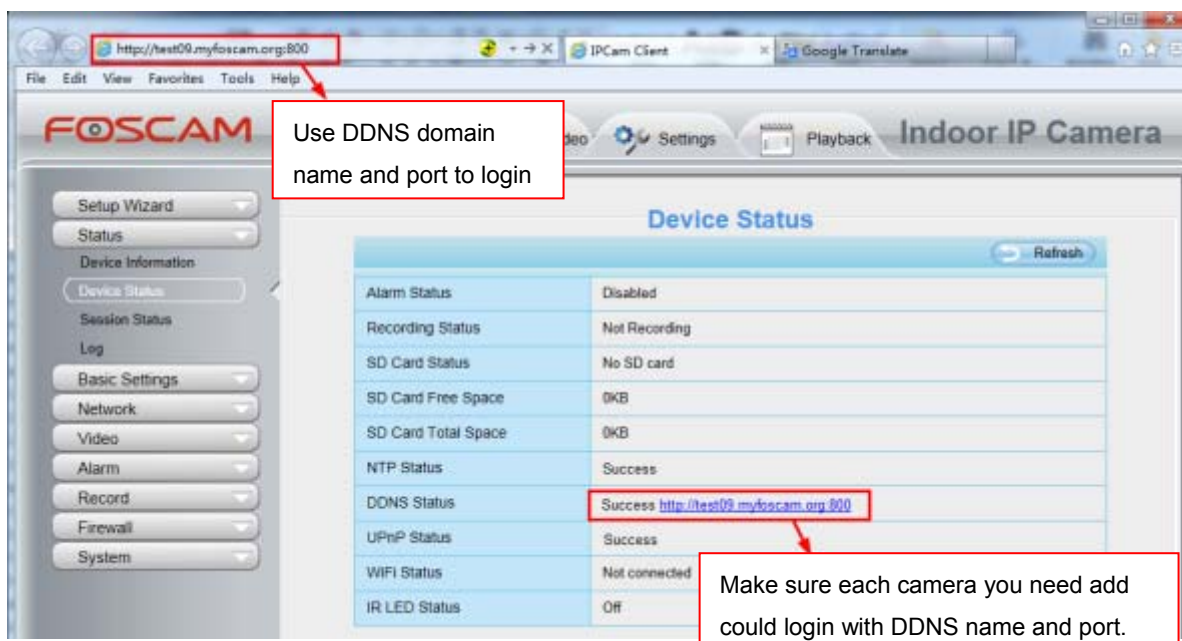 http://test09.myfoscam.org:800
IPCam Client
Google Translate
File Edit View Favorites Tools Help
FOSCAM
Settings
Playback
Indoor IP Camera
Use DDNS domain
name and port to login
Setup Wizard
Status
Device Information
Device Status
Session Status
Log
Basic Settings
Network
Video
Alarm
Record
Firewall
System
Device Status
Refresh
Alarm Status Disabled
Recording Status Not Recording
SD Card Status No SD card
SD Card Free Space 0KB
SD Card Total Space 0KB
NTP Status Success
DDNS Status Success http://test09.myfoscam.org:800
UPnP Status Success
WiFi Status Not connected
IR LED Status Off
Make sure each camera you need add
could login with DDNS name and port.